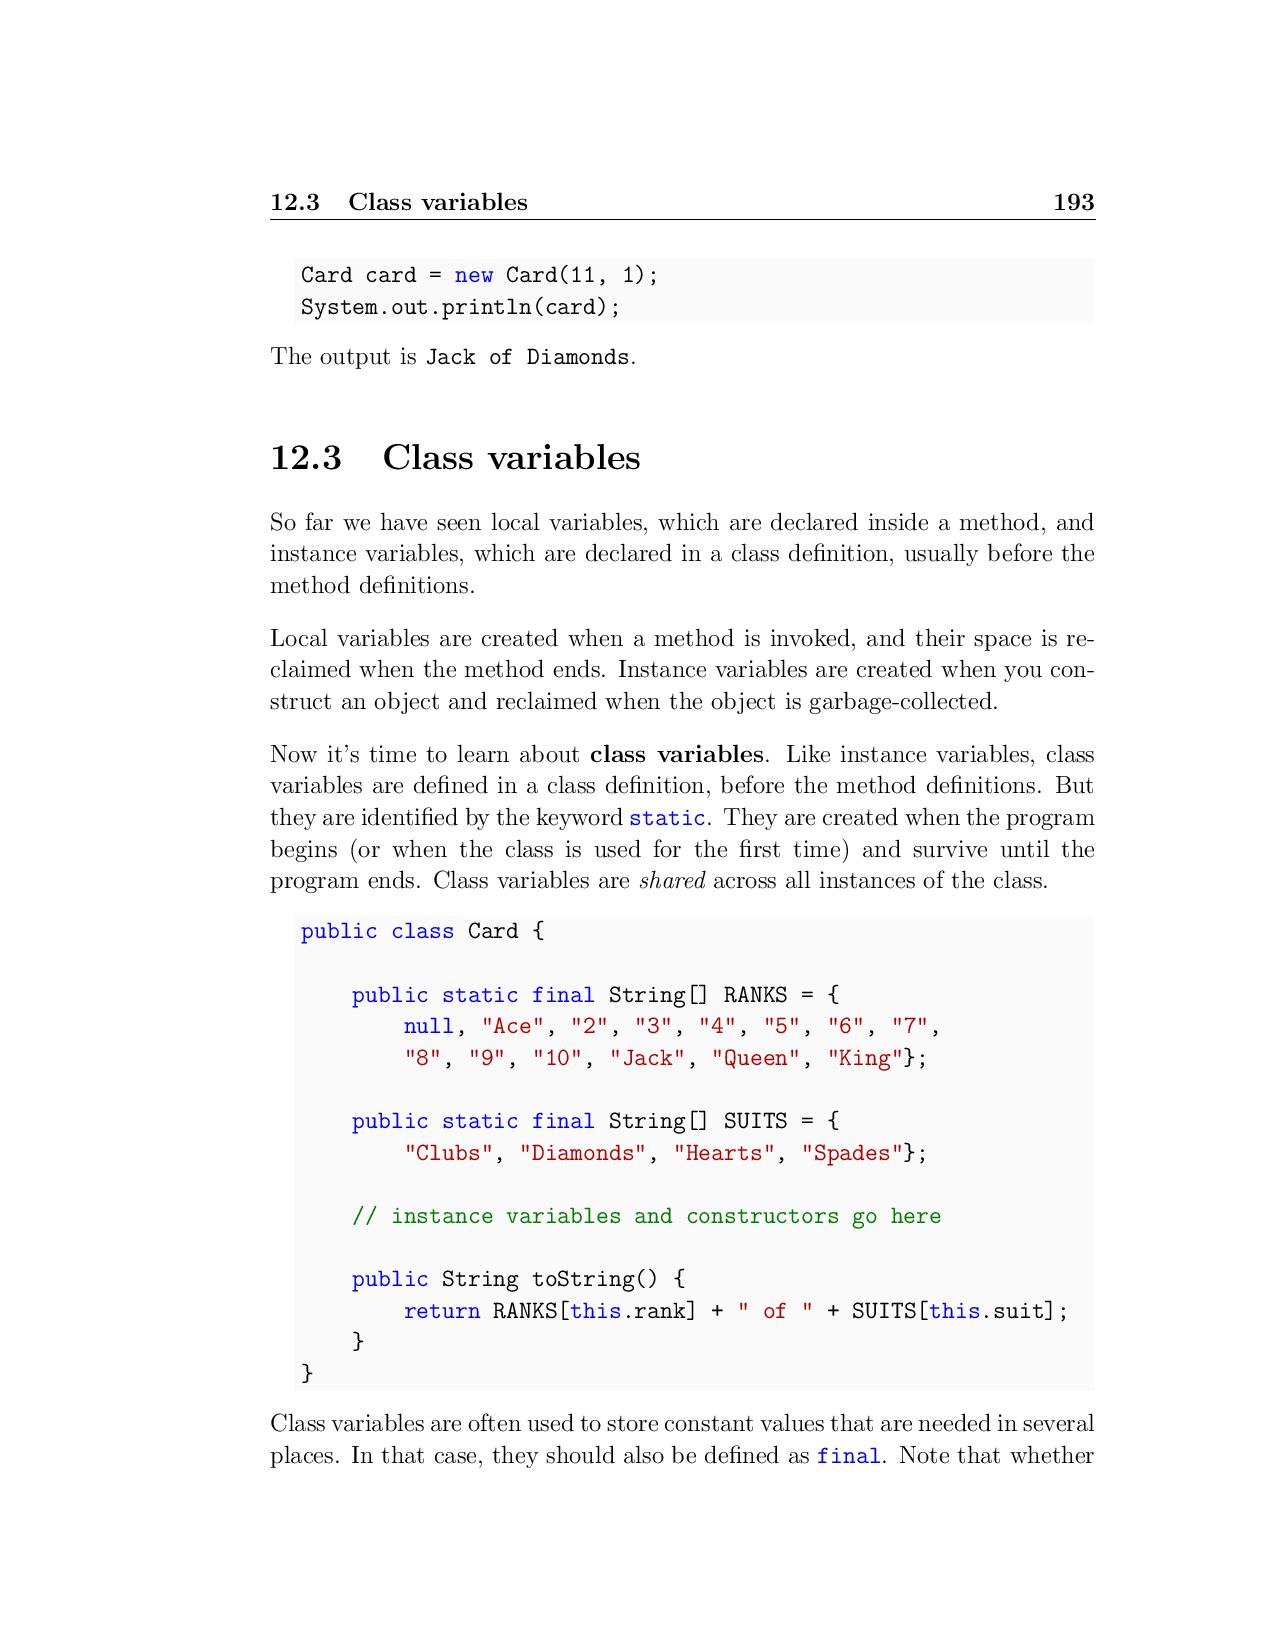 12.3 Class variables 193
Card card = new Card(11, 1);
System.out.println(card);
The output is Jack of Diamonds.
12.3 Class variables
So far we have seen local variables, which are declared inside a method, and
instance variables, which are declared in a class definition, usually before the
method definitions.
Local variables are created when a method is invoked, and their space is re-
claimed when the method ends. Instance variables are created when you con-
struct an object and reclaimed when the object is garbage-collected.
Now it's time to learn about class variables. Like instance variables, class
variables are defined in a class definition, before the method definitions. But
they are identified by the keyword static. They are created when the program
begins (or when the class is used for the first time) and survive until the
program ends. Class variables are shared across all instances of the class.
public class Card {
    public static final String[] RANKS = {
        null, "Ace", "2", "3", "4", "5", "6", "7",
        "8", "9", "10", "Jack", "Queen", "King"};
    public static final String[] SUITS = {
        "Clubs", "Diamonds", "Hearts", "Spades"};
    // instance variables and constructors go here
    public String toString() {
        return RANKS[this.rank] + " of " + SUITS[this.suit];
    }
}
Class variables are often used to store constant values that are needed in several
places. In that case, they should also be defined as final. Note that whether